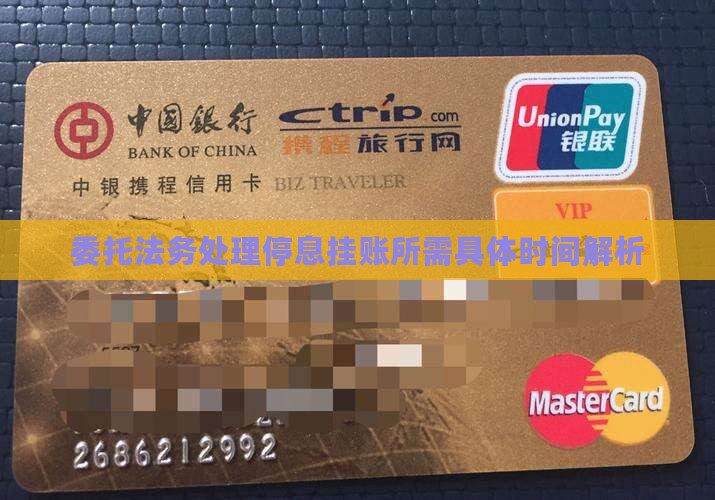 中國銀行
BANK OF CHINA
ctrip.com
携程旅行网
UnionPay
银联
中银携程信用卡 BIZ TRAVELER
VIP
委托法务处理停息挂账所需具体时间解析
MasterCard
2686212992